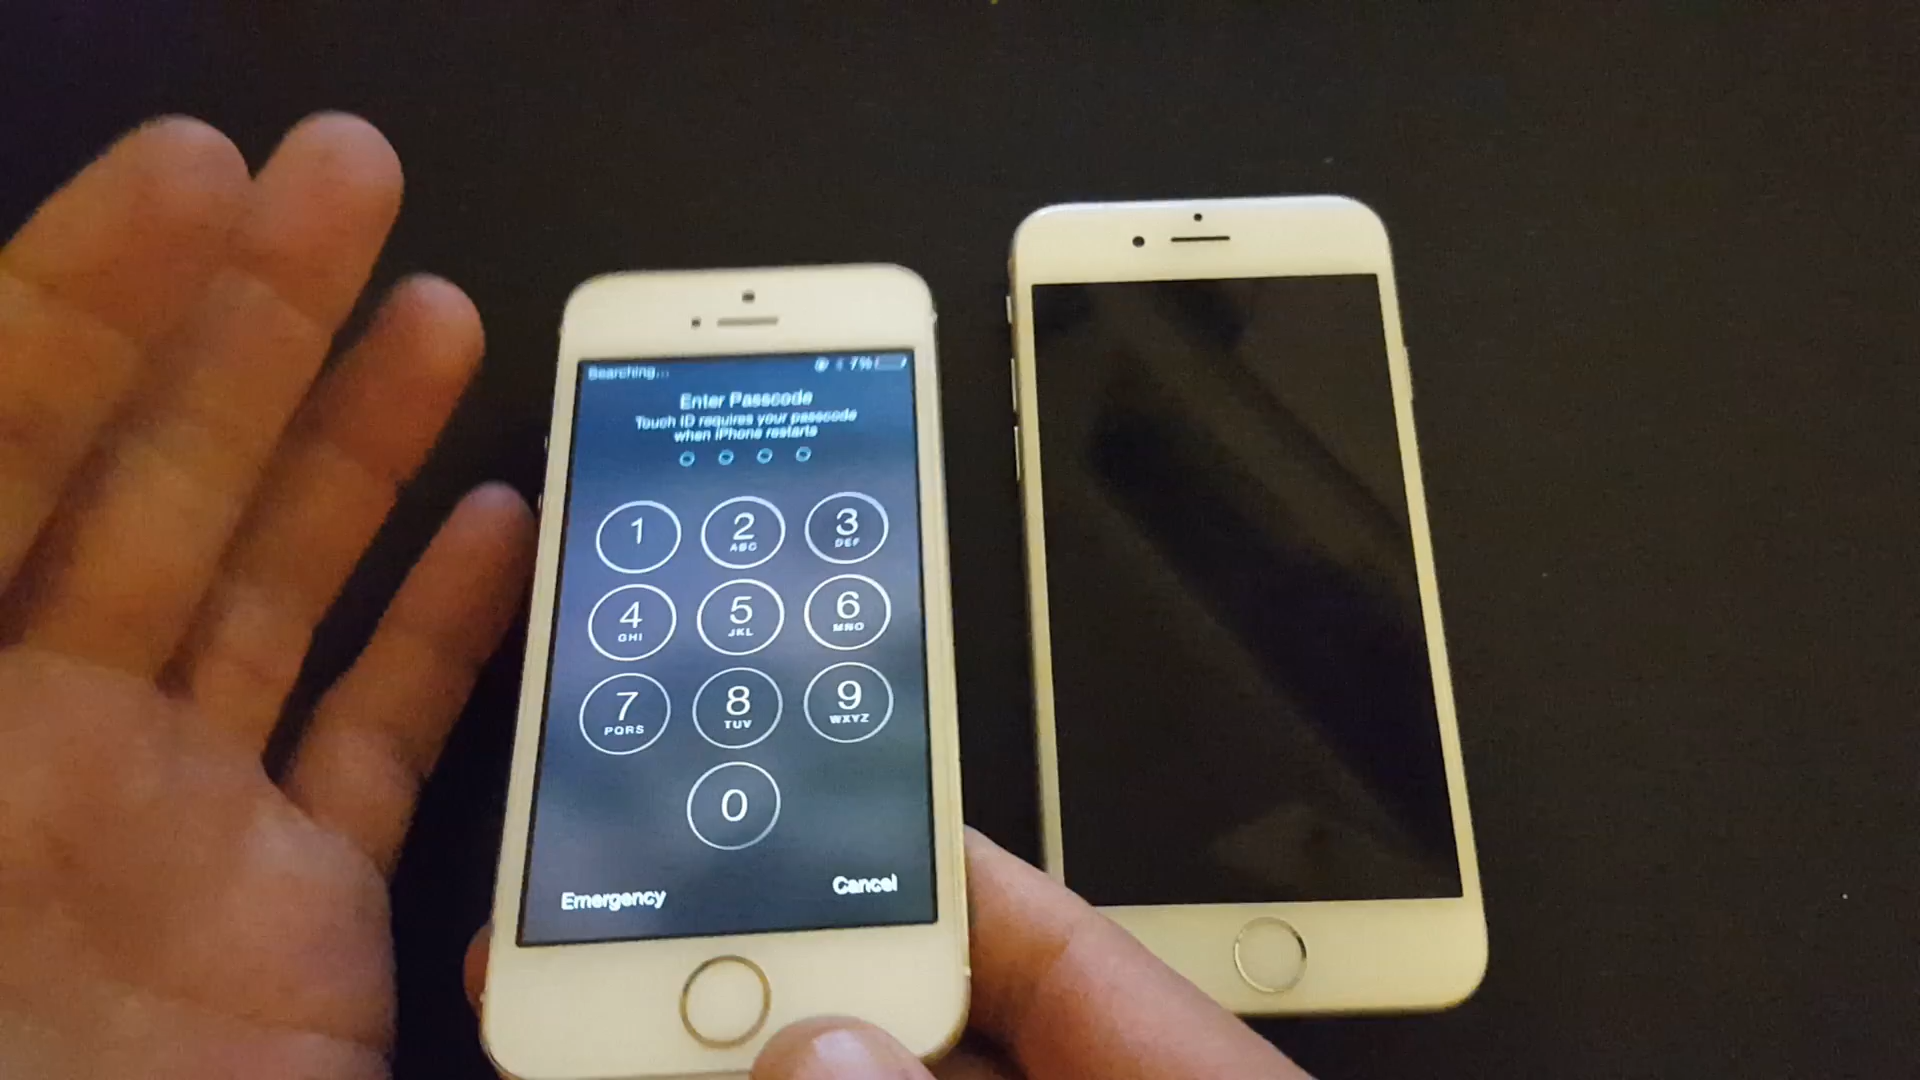 Searching... 7%
Enter Passcode
Touch ID requires your passcode
when iPhone restarts
1 2 3
ABC DEF
4 5 6
GHI JKL MNO
7 8 9
PQRS TUV WXYZ
0
Emergency Cancel